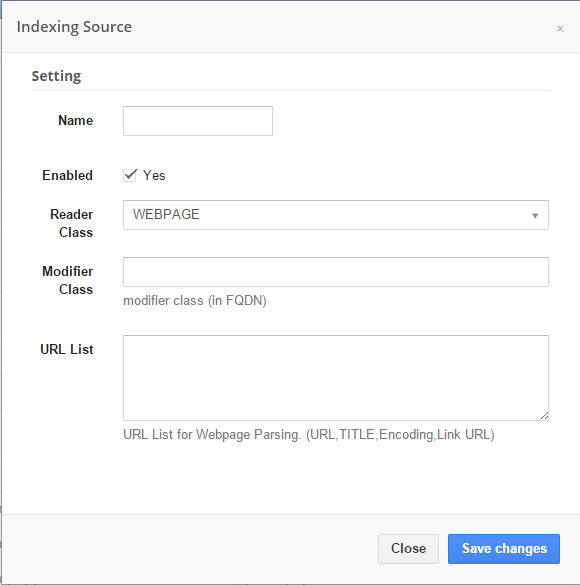 Indexing Source
×
Setting
Name
Enabled
Yes
Reader
Class
WEBPAGE
Modifier
Class
modifier class (in FQDN)
URL List
URL List for Webpage Parsing. (URL,TITLE,Encoding,Link URL)
Close
Save changes